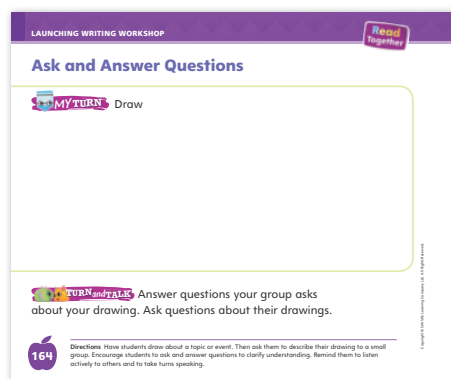 LAUNCHING WRITING WORKSHOP
Read
Together
Ask and Answer Questions
MY TURN Draw
TURN and TALK Answer questions your group asks
about your drawing. Ask questions about their drawings.
164
Directions Have students draw about a topic or event. Then ask them to describe their drawing to a small
group. Encourage students to ask and answer questions to clarify understanding. Remind them to listen
actively to others and to take turns speaking.